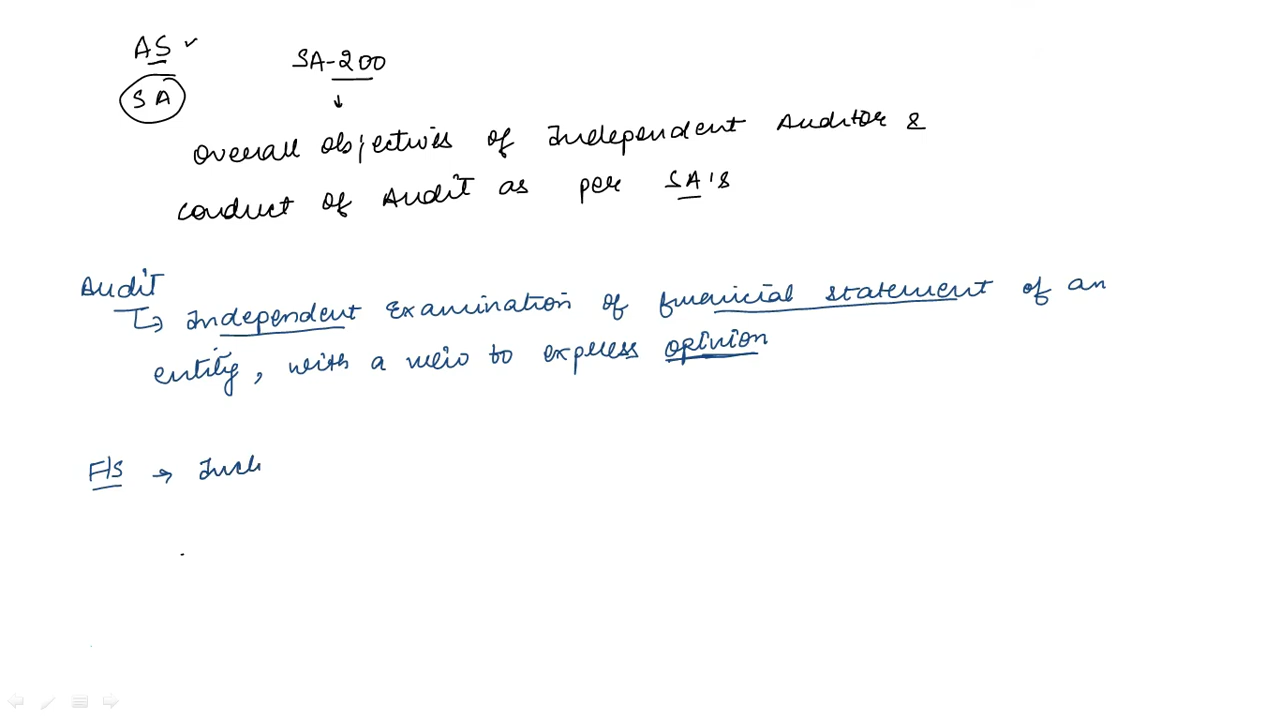 AS ✓
SA
SA-200
↓
Overall objectives of Independent Auditor &
conduct of Audit as per SA's
Audit
↳ Independent Examination of financial statement of an
entity, with a view to express opinion
F/S → Incl